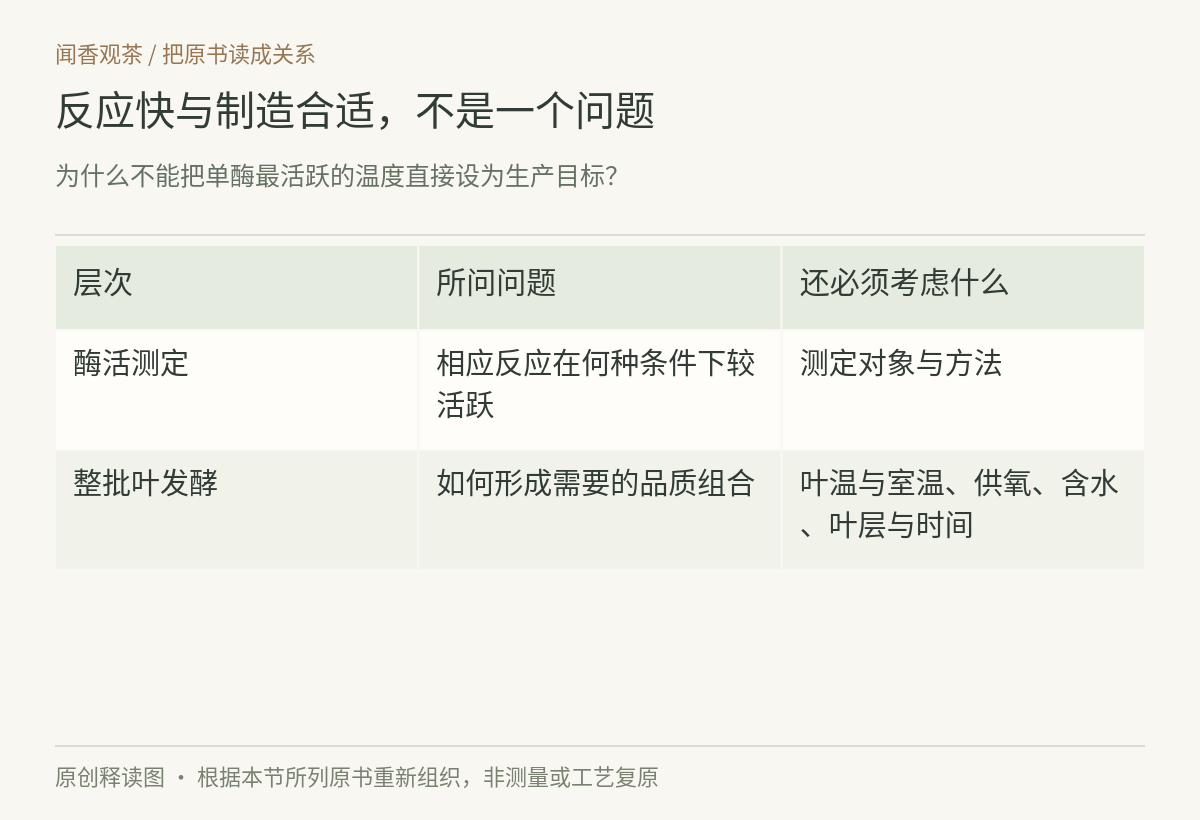 闻香观茶 / 把原书读成关系
反应快与制造合适，不是一个问题
为什么不能把单酶最活跃的温度直接设为生产目标？
层次
所问问题
还必须考虑什么
酶活测定
相应反应在何种条件下较
活跃
测定对象与方法
整批叶发酵
如何形成需要的品质组合
叶温与室温、供氧、含水
、叶层与时间
原创释读图 · 根据本节所列原书重新组织，非测量或工艺复原